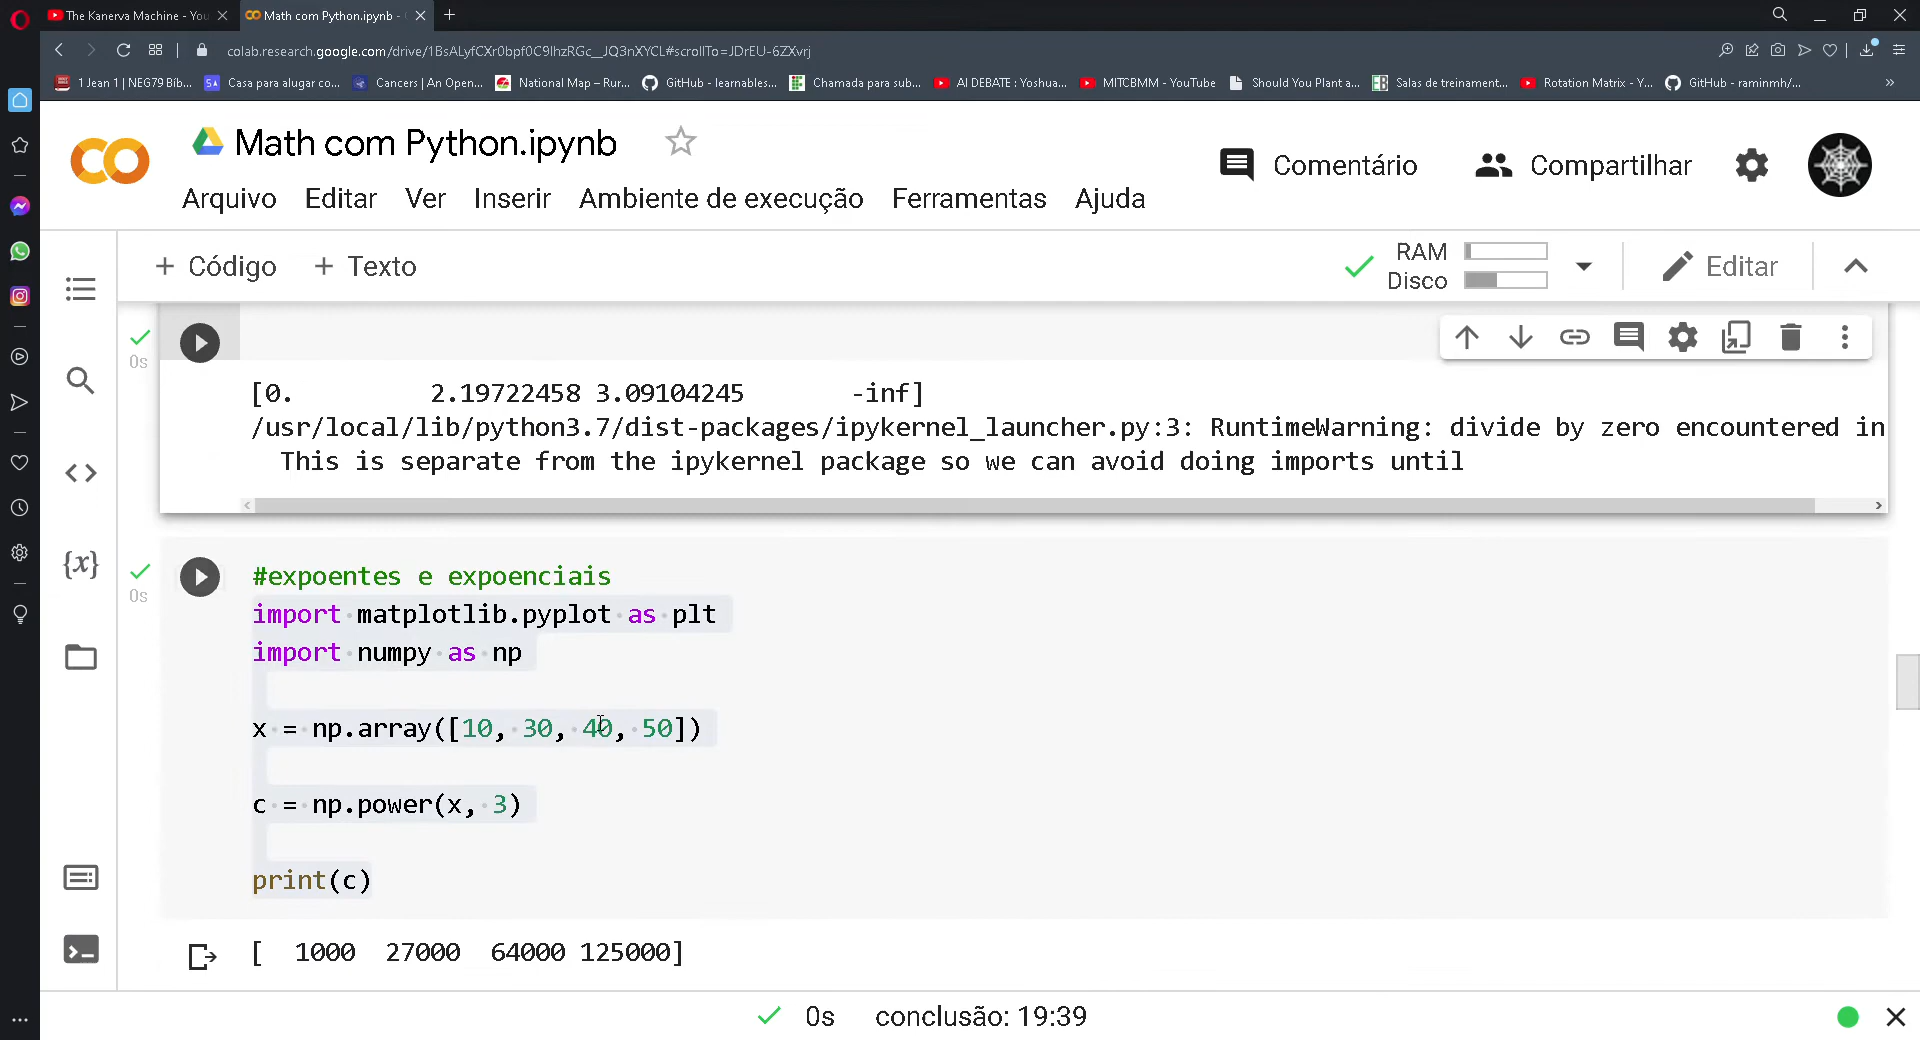 The Kanerva Machine - You
Math com Python.ipynb -
colab.research.google.com/drive/1BsALyfCXr0bpf0C9lhzRGc__JQ3nXYCL#scrollTo=JDrEU-6ZXvrj
1 Jean 1 | NEG79 Bíb...
Casa para alugar co...
Cancers | An Open...
National Map – Rur...
GitHub - learnables...
Chamada para sub...
AI DEBATE : Yoshua...
MITCBMM - YouTube
Should You Plant a...
Salas de treinament...
Rotation Matrix - Y...
GitHub - raminmh/...
Math com Python.ipynb
Comentário
Compartilhar
Arquivo Editar Ver Inserir Ambiente de execução Ferramentas Ajuda
+ Código + Texto
RAM
Disco
Editar
0s
[0. 2.19722458 3.09104245 -inf]
/usr/local/lib/python3.7/dist-packages/ipykernel_launcher.py:3: RuntimeWarning: divide by zero encountered in
This is separate from the ipykernel package so we can avoid doing imports until
0s
#expoentes e expoenciais
import matplotlib.pyplot as plt
import numpy as np
x = np.array([10, 30, 40, 50])
c = np.power(x, 3)
print(c)
[ 1000 27000 64000 125000]
0s conclusão: 19:39